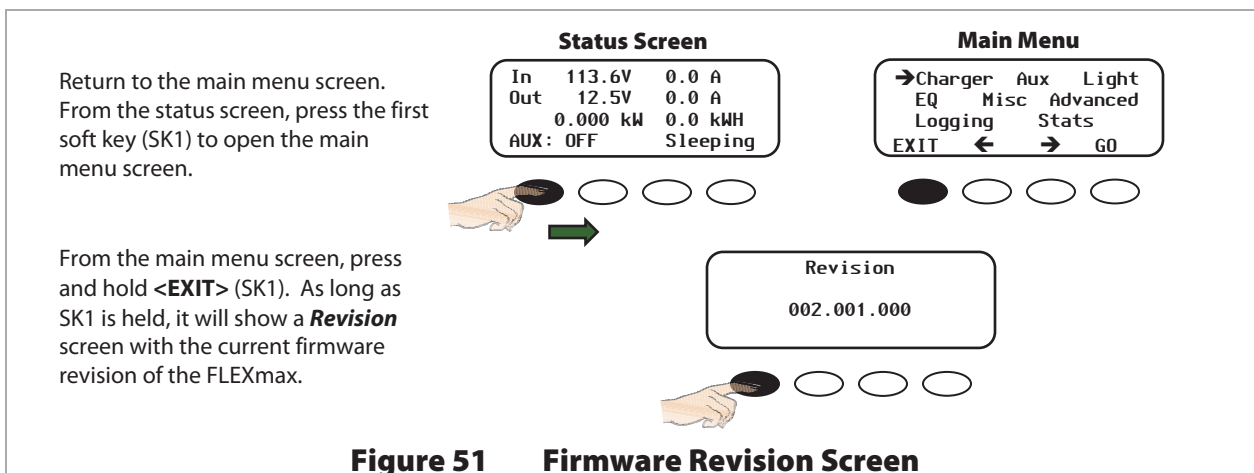 Return to the main menu screen.
From the status screen, press the first
soft key (SK1) to open the main
menu screen.
Status Screen
In 113.6V 0.0 A
Out 12.5V 0.0 A
0.000 kW 0.0 kWH
AUX: OFF Sleeping
Main Menu
➔Charger Aux Light
EQ Misc Advanced
Logging Stats
EXIT 🡸 ➔ GO
From the main menu screen, press
and hold <EXIT> (SK1). As long as
SK1 is held, it will show a Revision
screen with the current firmware
revision of the FLEXmax.
Revision
002.001.000
Figure 51 Firmware Revision Screen